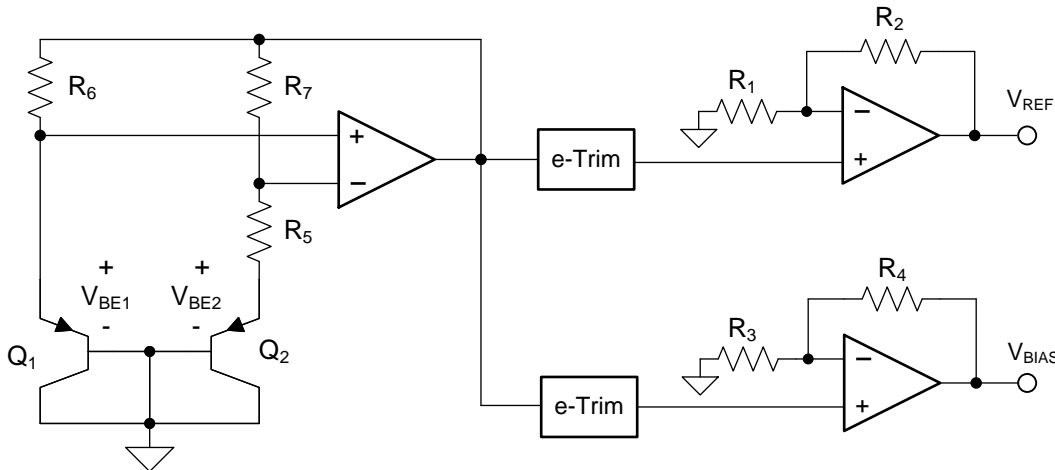 R2
R6
R7
R1
VREF
−
+
+
−
e-Trim
R5
+
VBE1
-
+
VBE2
-
R4
Q1
Q2
R3
VBIAS
−
+
e-Trim